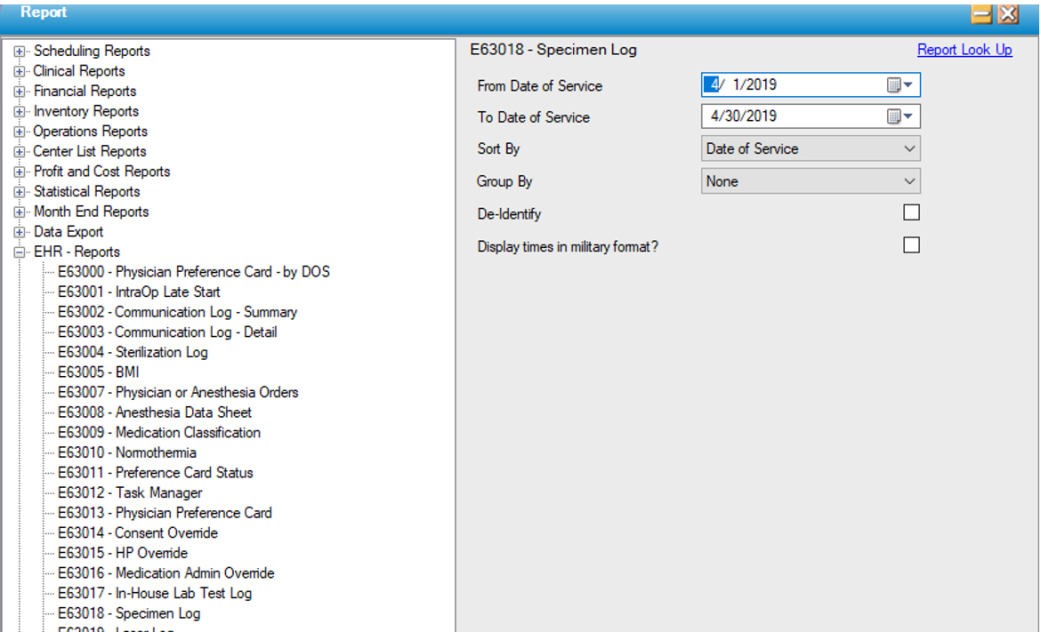 Report
Scheduling Reports
Clinical Reports
Financial Reports
Inventory Reports
Operations Reports
Center List Reports
Profit and Cost Reports
Statistical Reports
Month End Reports
Data Export
EHR - Reports
E63000 - Physician Preference Card - by DOS
E63001 - IntraOp Late Start
E63002 - Communication Log - Summary
E63003 - Communication Log - Detail
E63004 - Sterilization Log
E63005 - BMI
E63007 - Physician or Anesthesia Orders
E63008 - Anesthesia Data Sheet
E63009 - Medication Classification
E63010 - Normothermia
E63011 - Preference Card Status
E63012 - Task Manager
E63013 - Physician Preference Card
E63014 - Consent Override
E63015 - HP Override
E63016 - Medication Admin Override
E63017 - In-House Lab Test Log
E63018 - Specimen Log
E63019 - Laser Log
E63018 - Specimen Log Report Look Up
From Date of Service 4/ 1/2019
To Date of Service 4/30/2019
Sort By Date of Service
Group By None
De-Identify
Display times in military format?